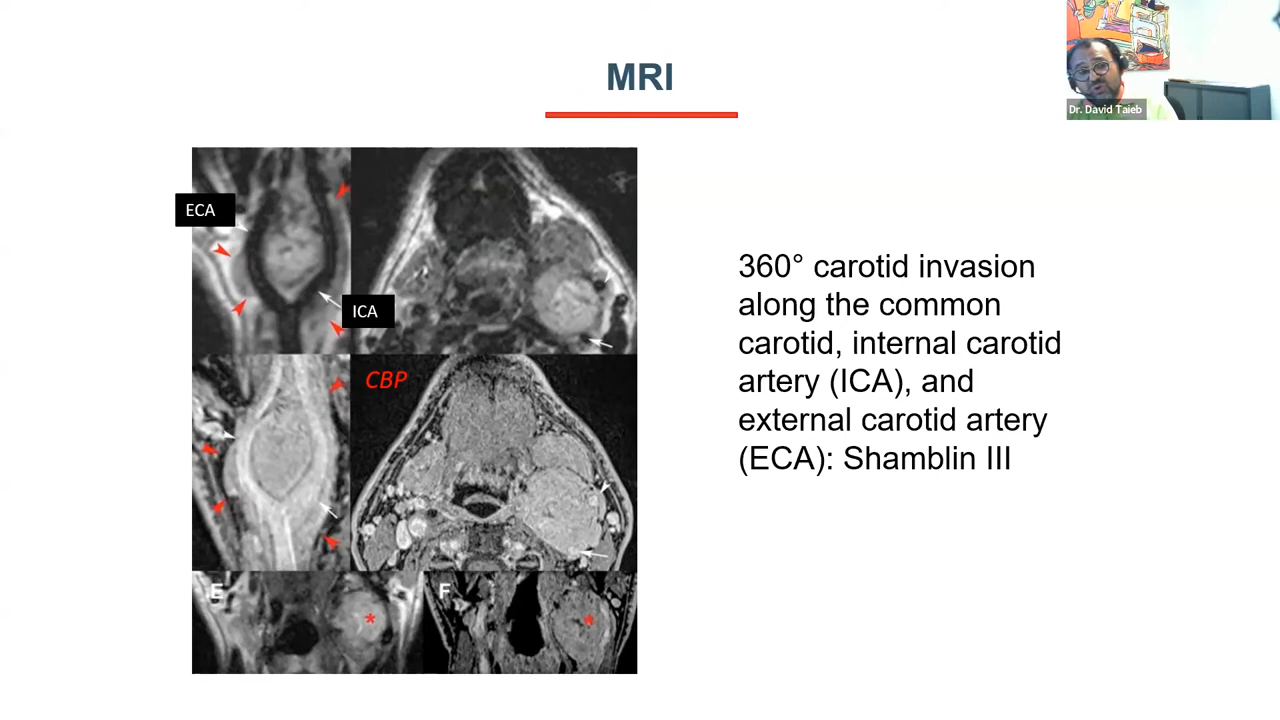 MRI
Dr. David Taieb
ECA
ICA
CBP
E
F
*
*
360° carotid invasion
along the common
carotid, internal carotid
artery (ICA), and
external carotid artery
(ECA): Shamblin III